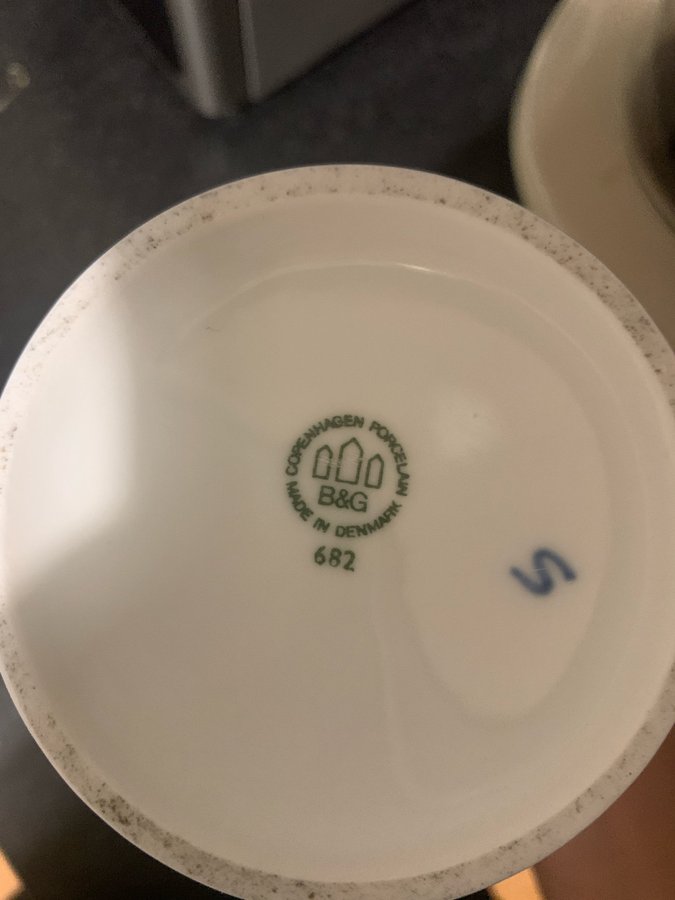 COPENHAGEN PORCELAIN
B&G
MADE IN DENMARK
682
S